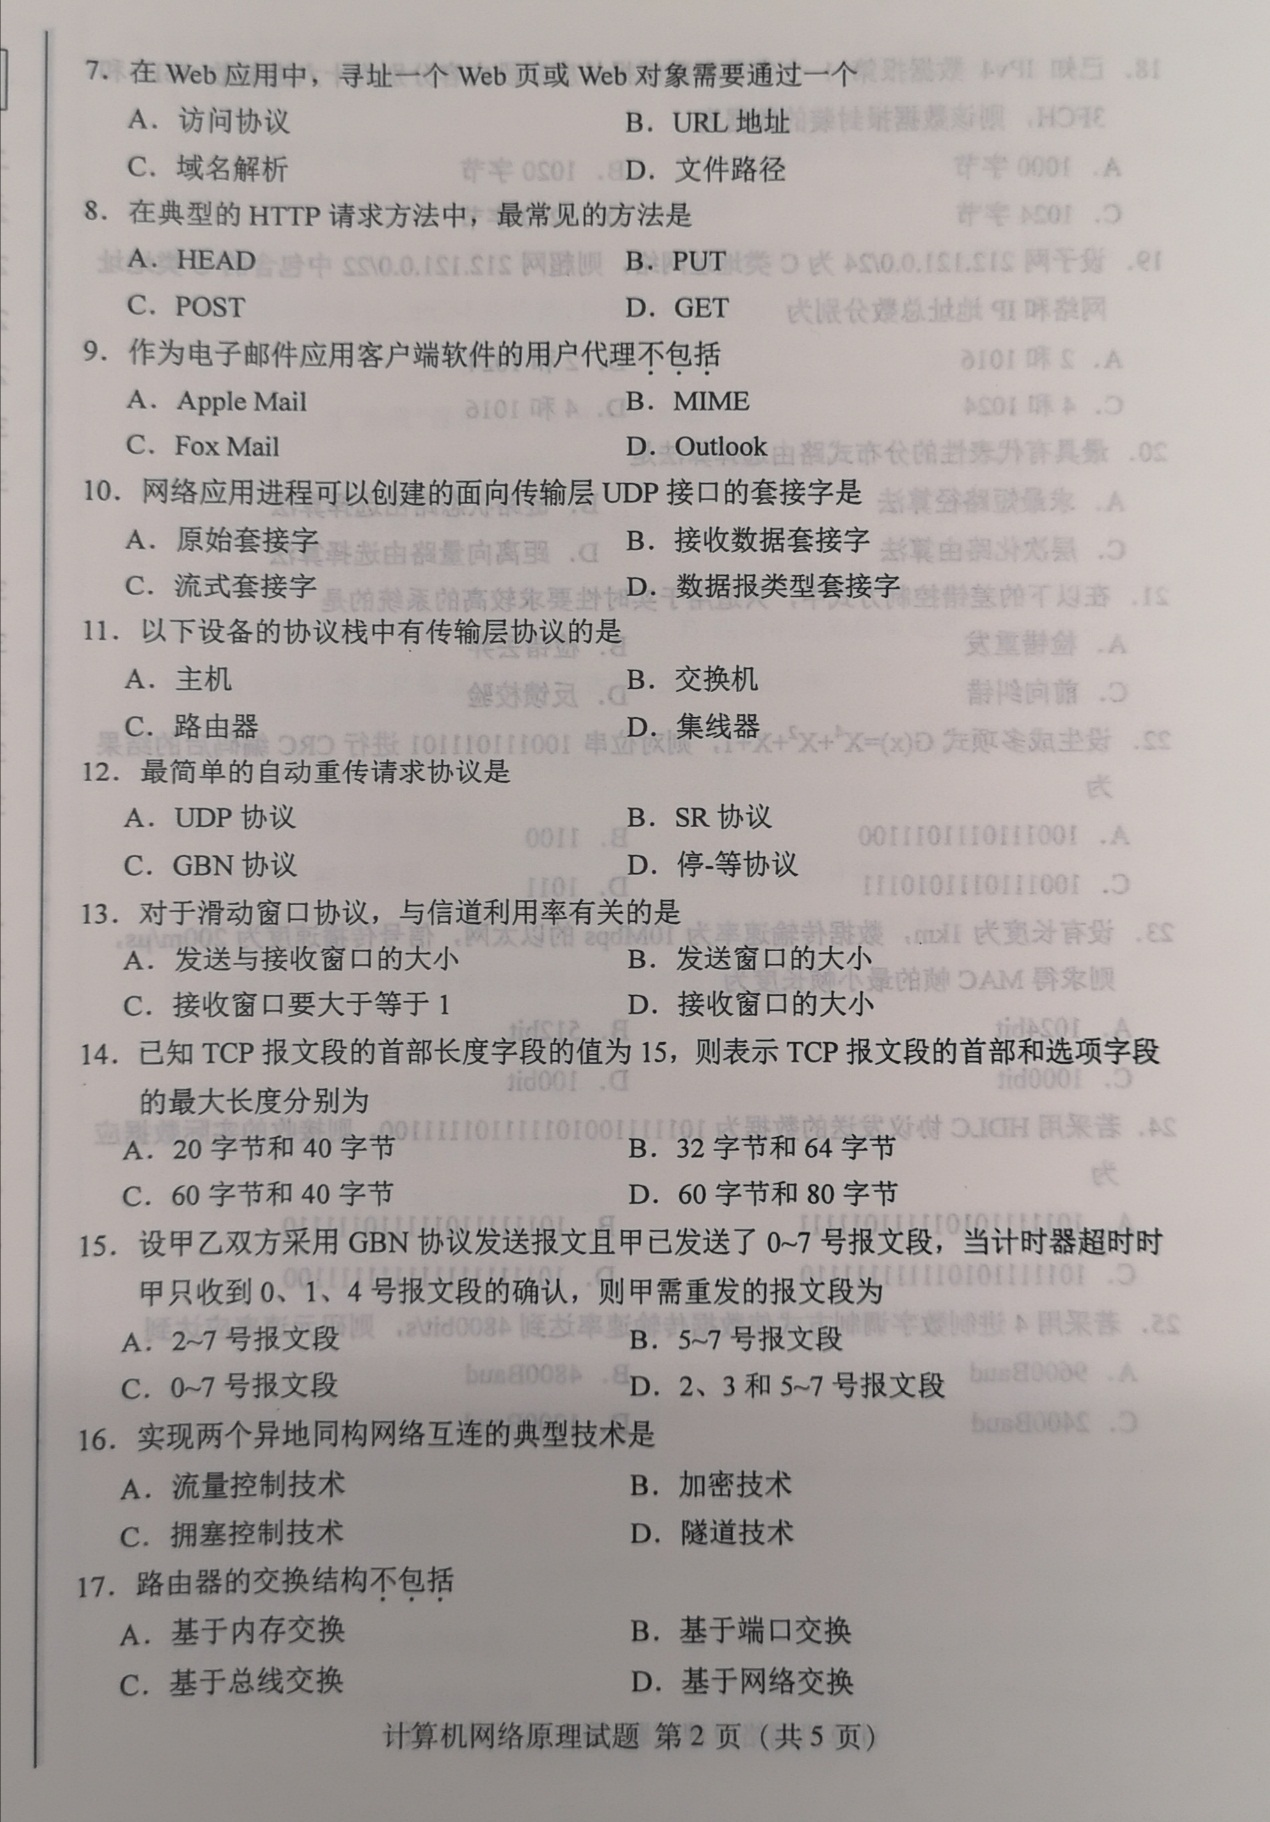 7．在 Web 应用中，寻址一个 Web 页或 Web 对象需要通过一个
A．访问协议 B．URL 地址
C．域名解析 D．文件路径
8．在典型的 HTTP 请求方法中，最常见的方法是
A．HEAD B．PUT
C．POST D．GET
9．作为电子邮件应用客户端软件的用户代理不包括
A．Apple Mail B．MIME
C．Fox Mail D．Outlook
10．网络应用进程可以创建的面向传输层 UDP 接口的套接字是
A．原始套接字 B．接收数据套接字
C．流式套接字 D．数据报类型套接字
11．以下设备的协议栈中有传输层协议的是
A．主机 B．交换机
C．路由器 D．集线器
12．最简单的自动重传请求协议是
A．UDP 协议 B．SR 协议
C．GBN 协议 D．停-等协议
13．对于滑动窗口协议，与信道利用率有关的是
A．发送与接收窗口的大小 B．发送窗口的大小
C．接收窗口要大于等于 1 D．接收窗口的大小
14．已知 TCP 报文段的首部长度字段的值为 15，则表示 TCP 报文段的首部和选项字段
的最大长度分别为
A．20 字节和 40 字节 B．32 字节和 64 字节
C．60 字节和 40 字节 D．60 字节和 80 字节
15．设甲乙双方采用 GBN 协议发送报文且甲已发送了 0~7 号报文段，当计时器超时时
甲只收到 0、1、4 号报文段的确认，则甲需重发的报文段为
A．2~7 号报文段 B．5~7 号报文段
C．0~7 号报文段 D．2、3 和 5~7 号报文段
16．实现两个异地同构网络互连的典型技术是
A．流量控制技术 B．加密技术
C．拥塞控制技术 D．隧道技术
17．路由器的交换结构不包括
A．基于内存交换 B．基于端口交换
C．基于总线交换 D．基于网络交换
计算机网络原理试题 第 2 页（共 5 页）